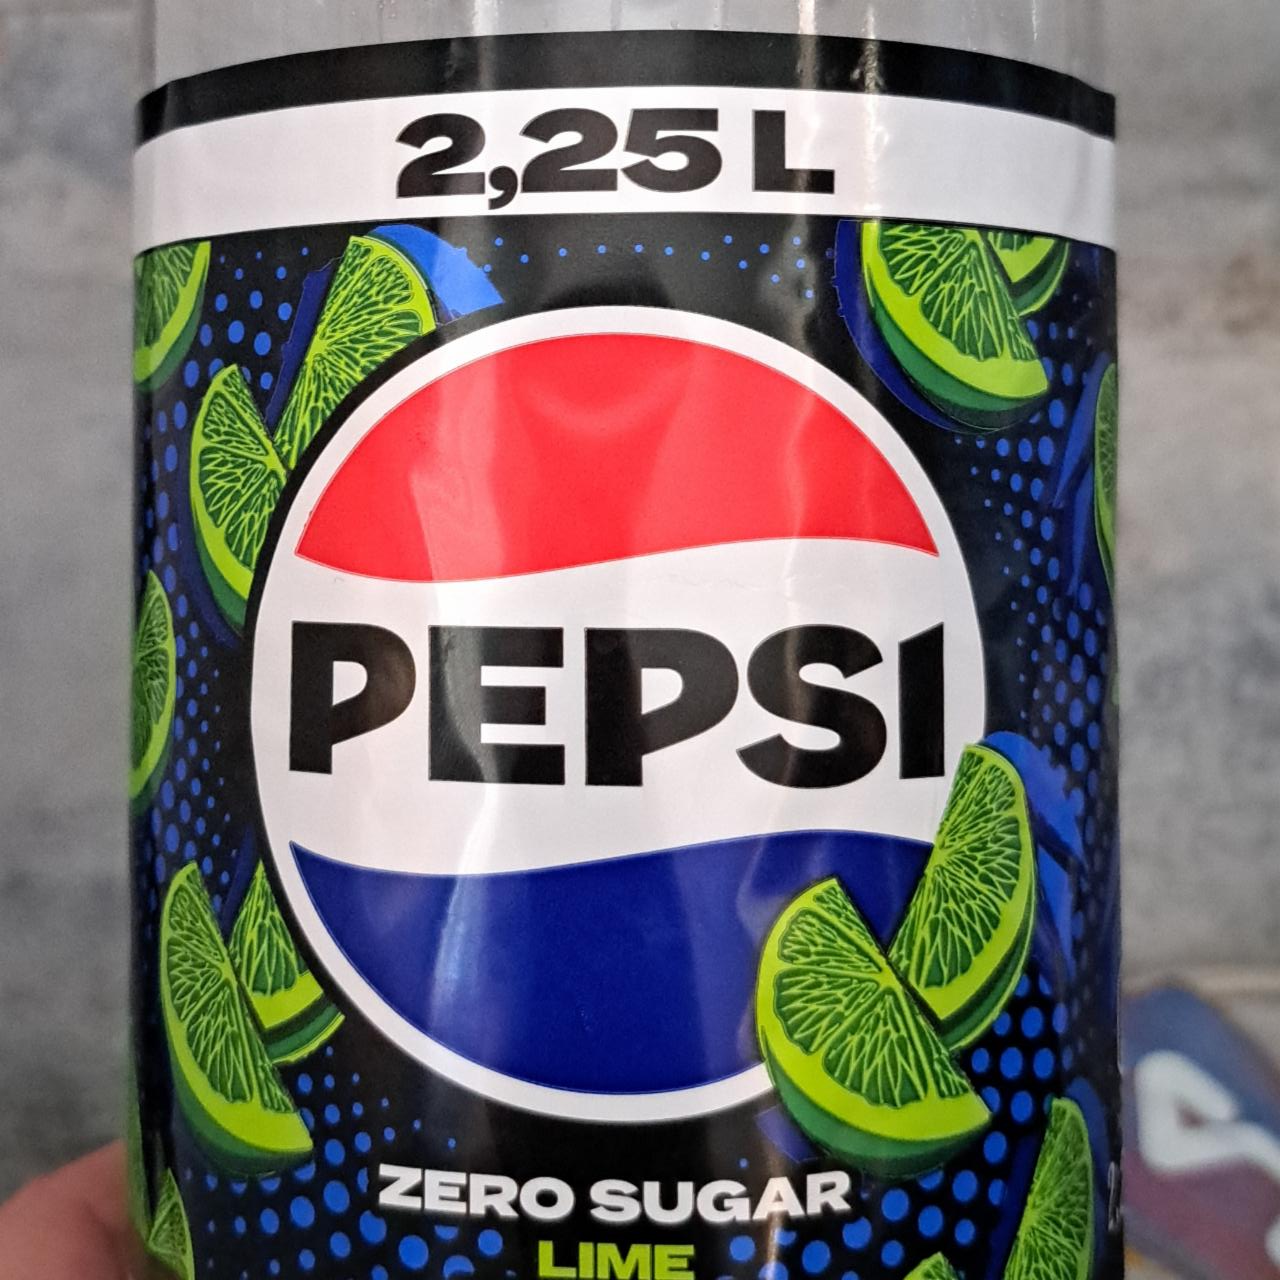 2,25 L
PEPSI
ZERO SUGAR
LIME